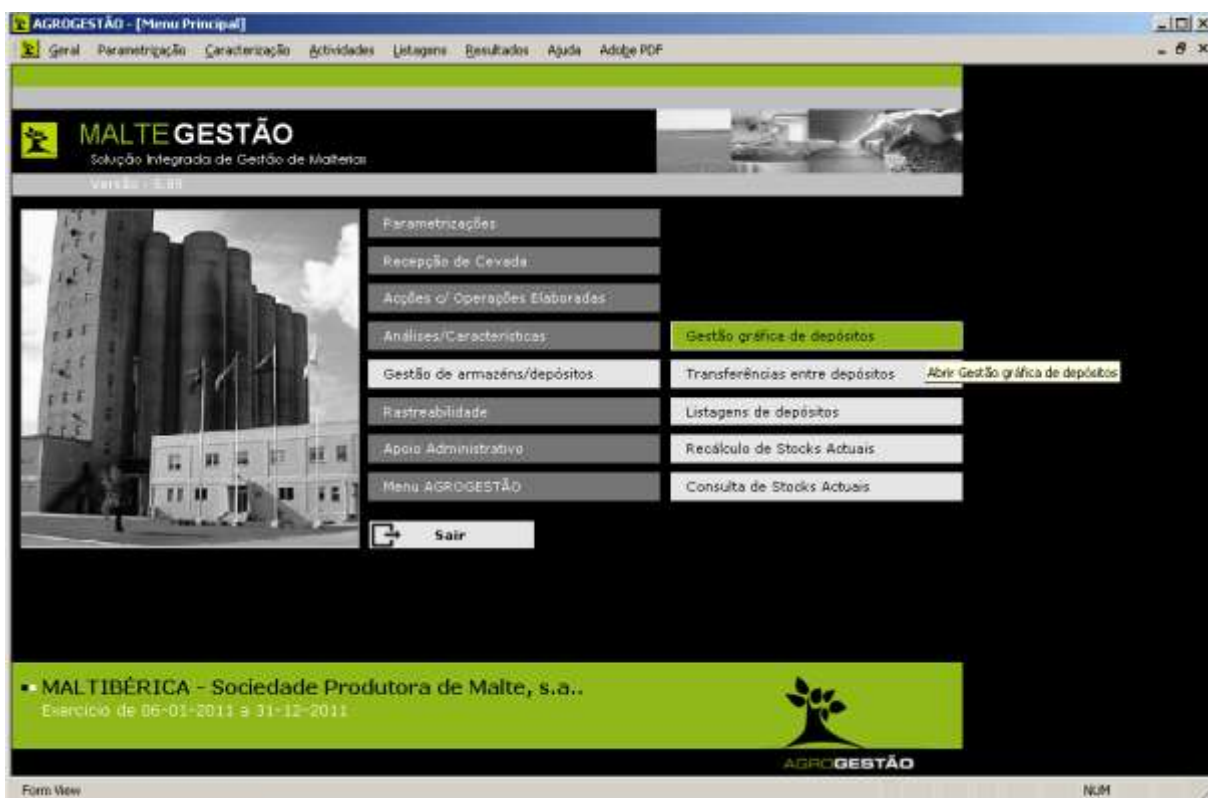 AGROGESTÃO - [Menu Principal]
Geral Parametrização Caracterização Actividades Listagens Resultados Ajuda Adobe PDF
MALTEGESTÃO
Solução Integrada de Gestão de Malterias
Versão :
Parametrizações
Recepção de Cevada
Acções c/ Operações Elaboradas
Análises/Características
Gestão gráfica de depósitos
Gestão de armazéns/depósitos
Transferências entre depósitos
Abrir Gestão gráfica de depósitos
Rastreabilidade
Listagens de depósitos
Apoio Administrativo
Recálculo de Stocks Actuais
Menu AGROGESTÃO
Consulta de Stocks Actuais
Sair
MALTIBÉRICA - Sociedade Produtora de Malte, s.a..
Exercício de 06-01-2011 a 31-12-2011
AGROGESTÃO
Form View
NUM